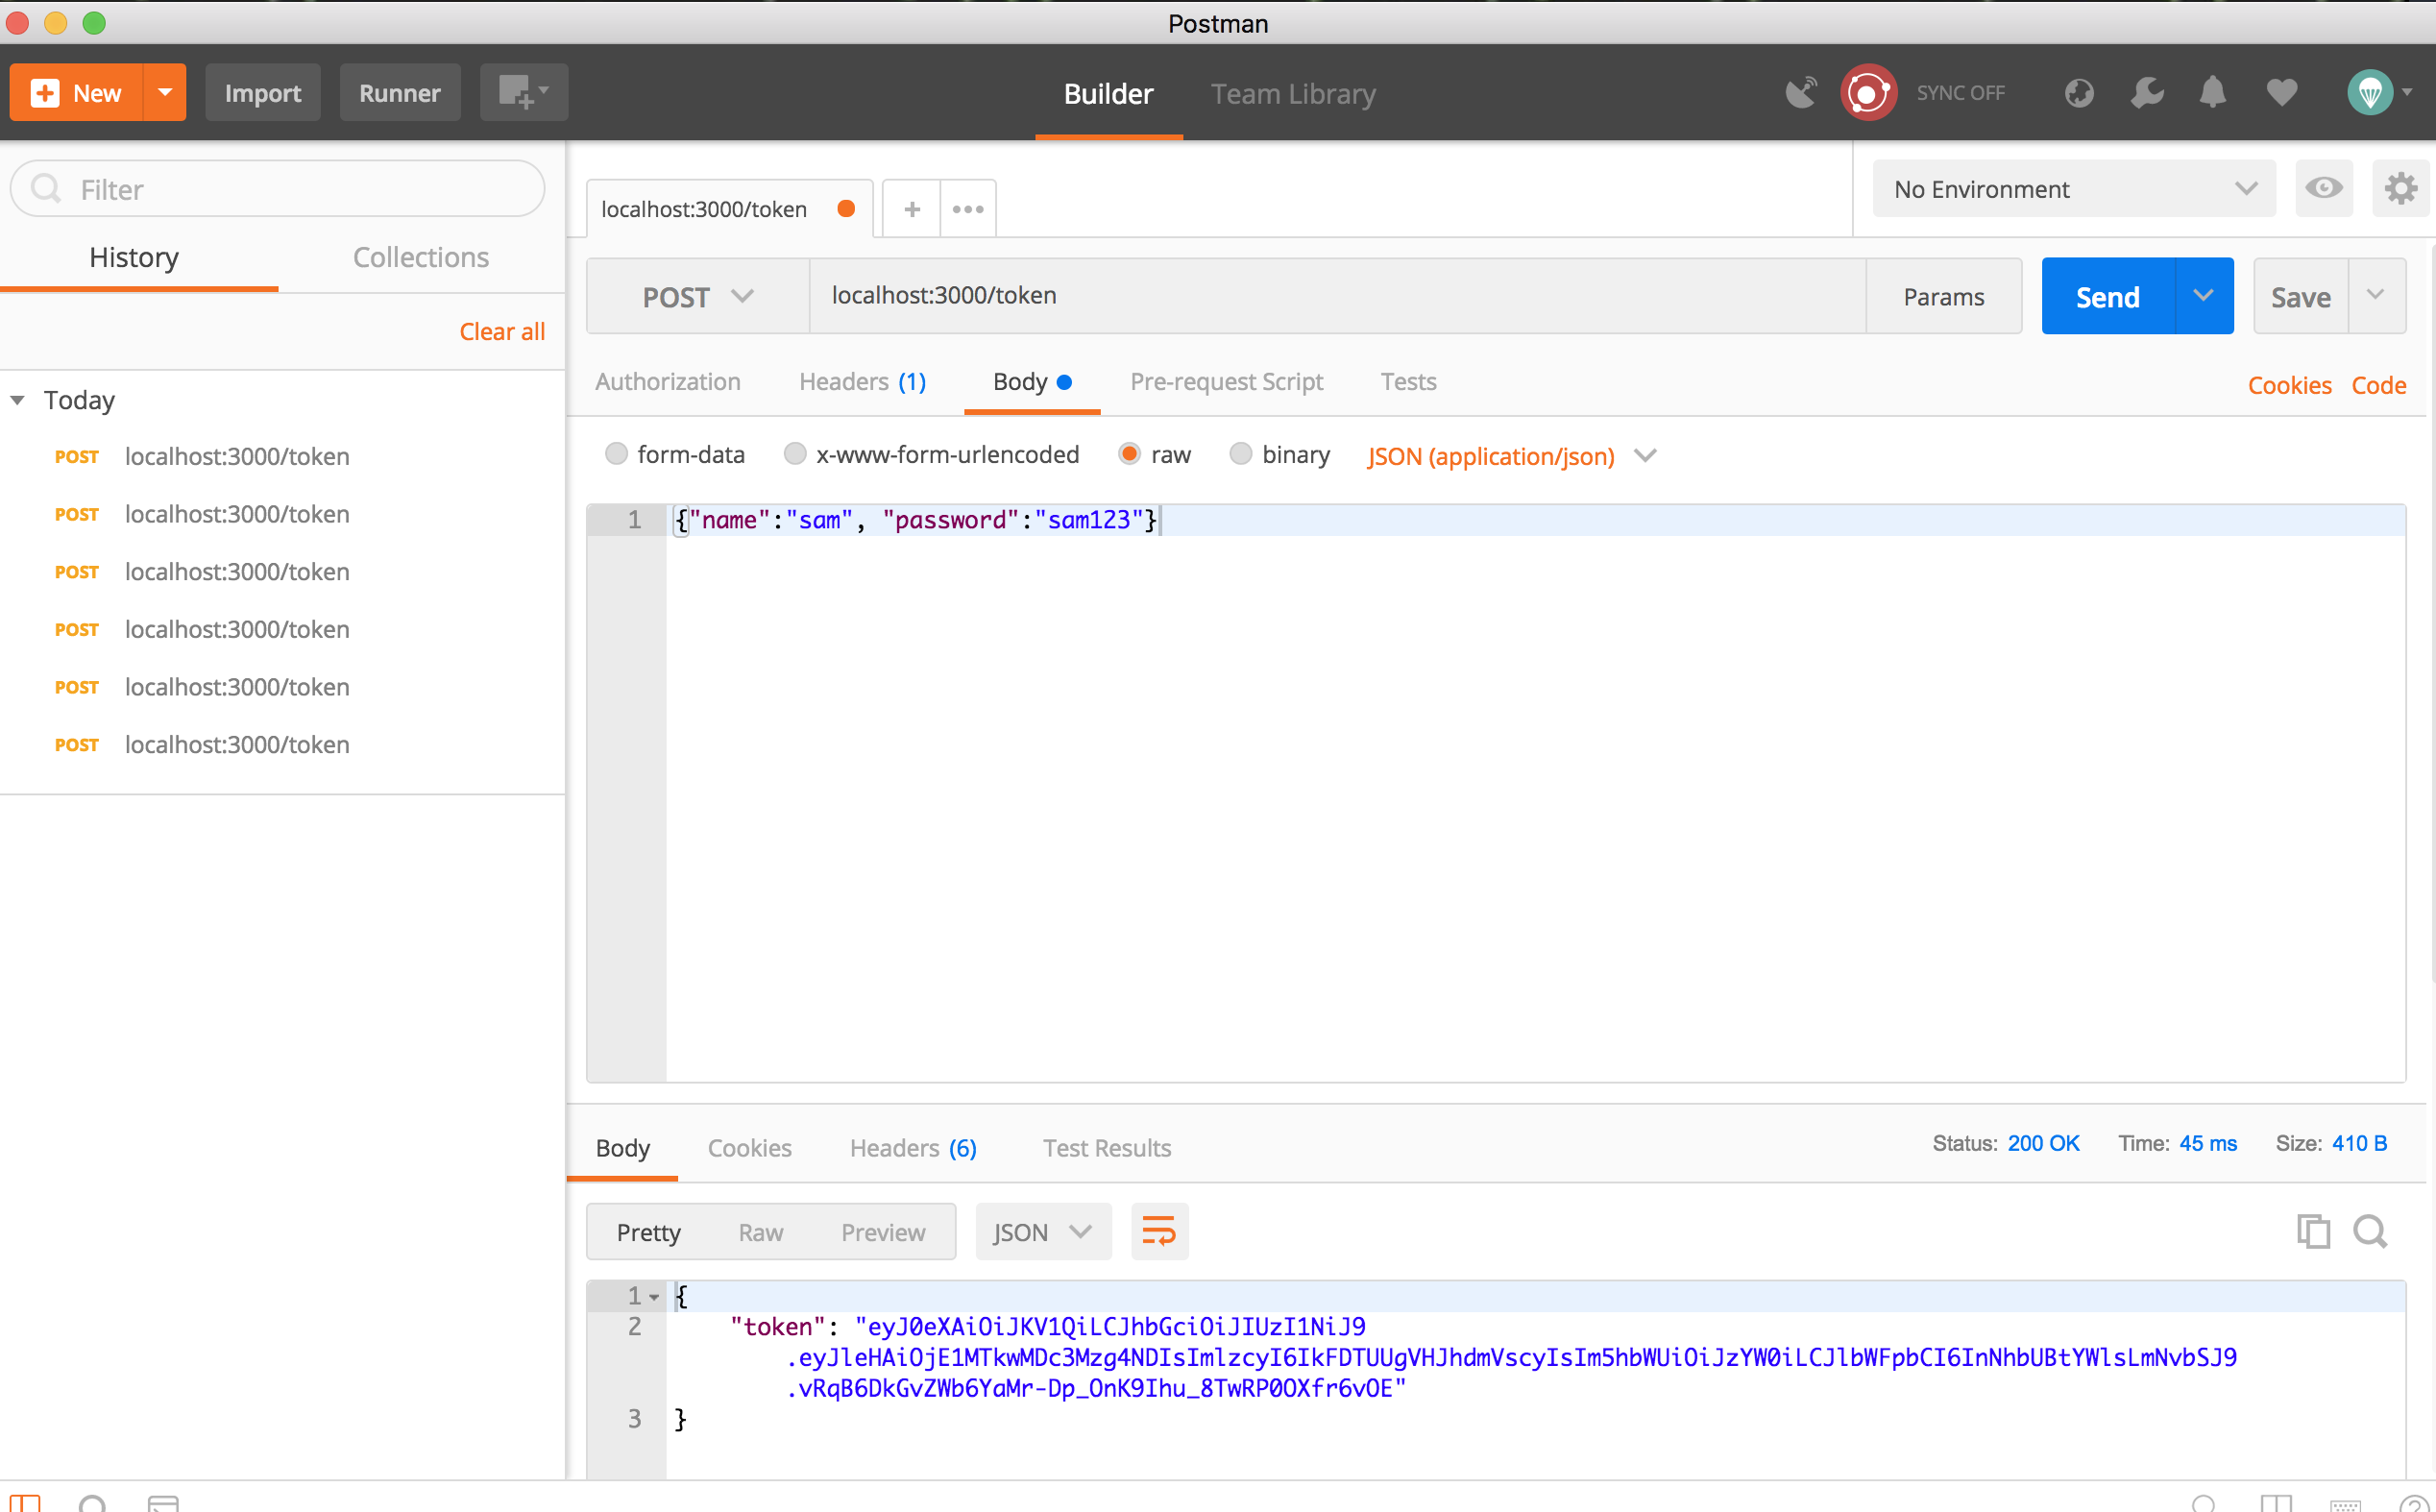 Postman
New
Import
Runner
Builder
Team Library
SYNC OFF
Filter
History
Collections
Clear all
Today
POST localhost:3000/token
POST localhost:3000/token
POST localhost:3000/token
POST localhost:3000/token
POST localhost:3000/token
POST localhost:3000/token
localhost:3000/token
No Environment
POST
localhost:3000/token
Params
Send
Save
Authorization
Headers (1)
Body
Pre-request Script
Tests
Cookies
Code
form-data
x-www-form-urlencoded
raw
binary
JSON (application/json)
1 {"name":"sam", "password":"sam123"}
Body
Cookies
Headers (6)
Test Results
Status: 200 OK
Time: 45 ms
Size: 410 B
Pretty
Raw
Preview
JSON
1 {
2 "token": "eyJ0eXAiOiJKV1QiLCJhbGciOiJIUzI1NiJ9
.eyJleHAiOjE1MTkwMDc3Mzg4NDIsImlzcyI6IkFDTUUgVHJhdmVscyIsIm5hbWUiOiJzYW0iLCJlbWFpbCI6InNhbUBtYWlsLmNvbSJ9
.vRqB6DkGvZWb6YaMr-Dp_OnK9Ihu_8TwRP0OXfr6vOE"
3 }